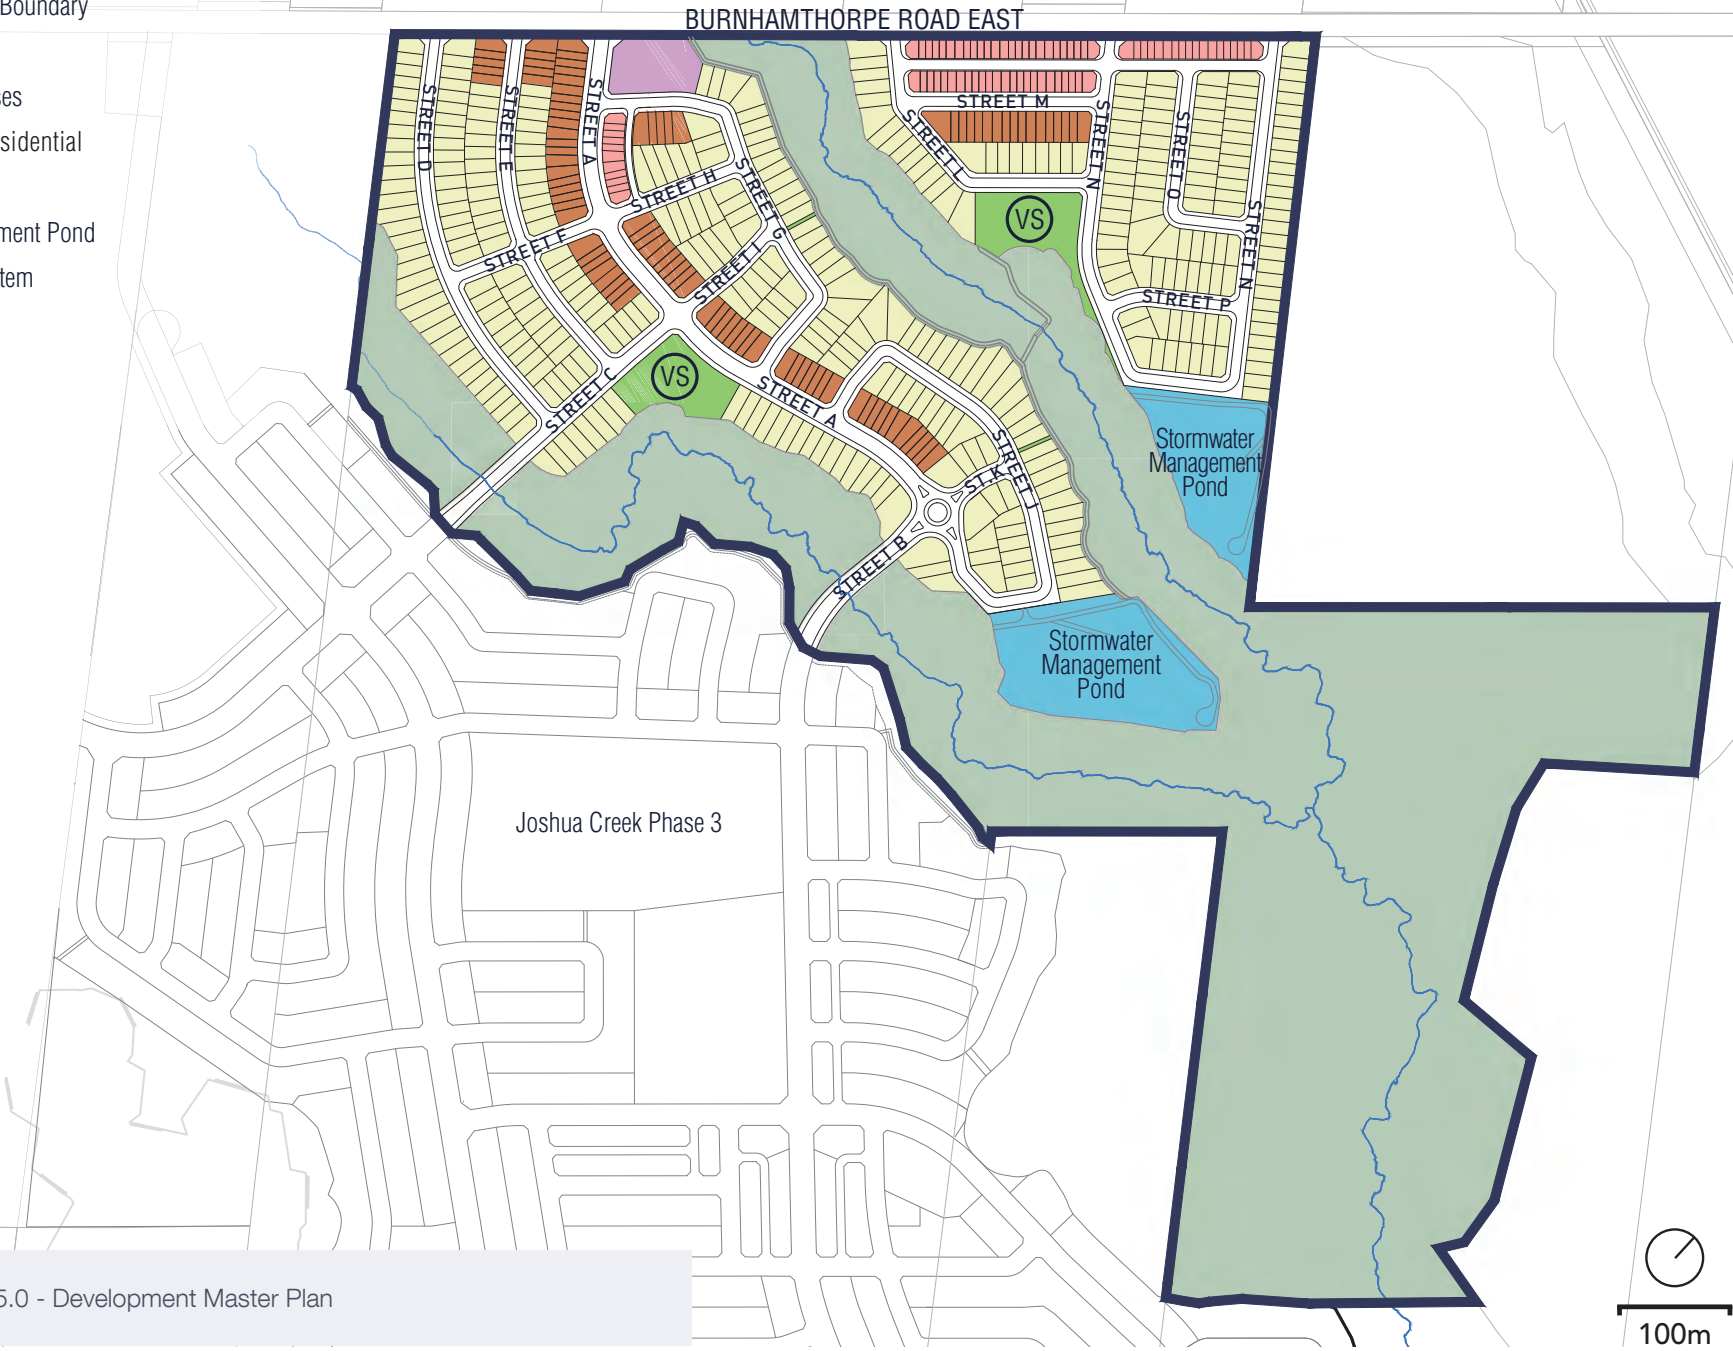 Boundary
BURNHAMTHORPE ROAD EAST
es
sidential
ment Pond
tem
STREET D
STREET E
STREET A
STREET H
STREET G
STREET F
STREET I
STREET C
VS
STREET A
STREET M
STREET L
STREET N
STREET O
VS
STREET N
STREET P
Stormwater
Management
Pond
STREET J
ST.K
STREET B
Stormwater
Management
Pond
Joshua Creek Phase 3
5.0 - Development Master Plan
100m